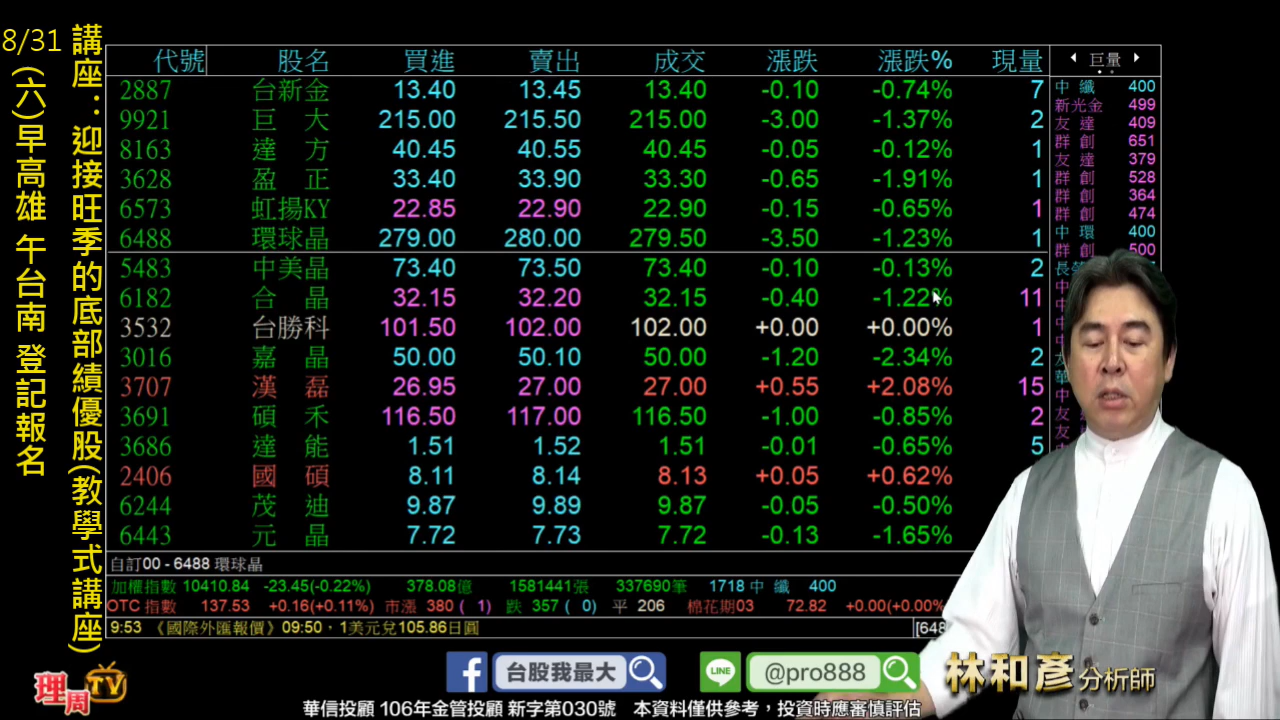 講座：迎接旺季的底部績優股(教學式講座)
8/31 (六)早高雄 午台南 登記報名
代號 股名 買進 賣出 成交 漲跌 漲跌% 現量
2887 台新金 13.40 13.45 13.40 -0.10 -0.74% 7
9921 巨 大 215.00 215.50 215.00 -3.00 -1.37% 2
8163 達 方 40.45 40.55 40.45 -0.05 -0.12% 1
3628 盈 正 33.40 33.90 33.30 -0.65 -1.91% 1
6573 虹揚KY 22.85 22.90 22.90 -0.15 -0.65% 1
6488 環球晶 279.00 280.00 279.50 -3.50 -1.23% 1
5483 中美晶 73.40 73.50 73.40 -0.10 -0.13% 2
6182 合 晶 32.15 32.20 32.15 -0.40 -1.22% 11
3532 台勝科 101.50 102.00 102.00 +0.00 +0.00% 1
3016 嘉 晶 50.00 50.10 50.00 -1.20 -2.34% 2
3707 漢 磊 26.95 27.00 27.00 +0.55 +2.08% 15
3691 碩 禾 116.50 117.00 116.50 -1.00 -0.85% 2
3686 達 能 1.51 1.52 1.51 -0.01 -0.65% 5
2406 國 碩 8.11 8.14 8.13 +0.05 +0.62%
6244 茂 迪 9.87 9.89 9.87 -0.05 -0.50%
6443 元 晶 7.72 7.73 7.72 -0.13 -1.65%
巨量
中 纖 400
新光金 499
友 達 409
群 創 651
友 達 379
群 創 528
群 創 364
群 創 474
中 環 400
群 創 500
自訂00 - 6488 環球晶
加權指數 10410.84 -23.45(-0.22%) 378.08億 1581441張 337690筆 1718 中 纖 400
OTC 指數 137.53 +0.16(+0.11%) 市漲 380 ( 1) 跌 357 ( 0) 平 206 棉花期03 72.82 +0.00(+0.00%
9:53 《國際外匯報價》09:50，1美元兌105.86日圓 [648
理周TV
台股我最大
LINE @pro888
林和彥 分析師
華信投顧 106年金管投顧 新字第030號 本資料僅供參考，投資時應審慎評估